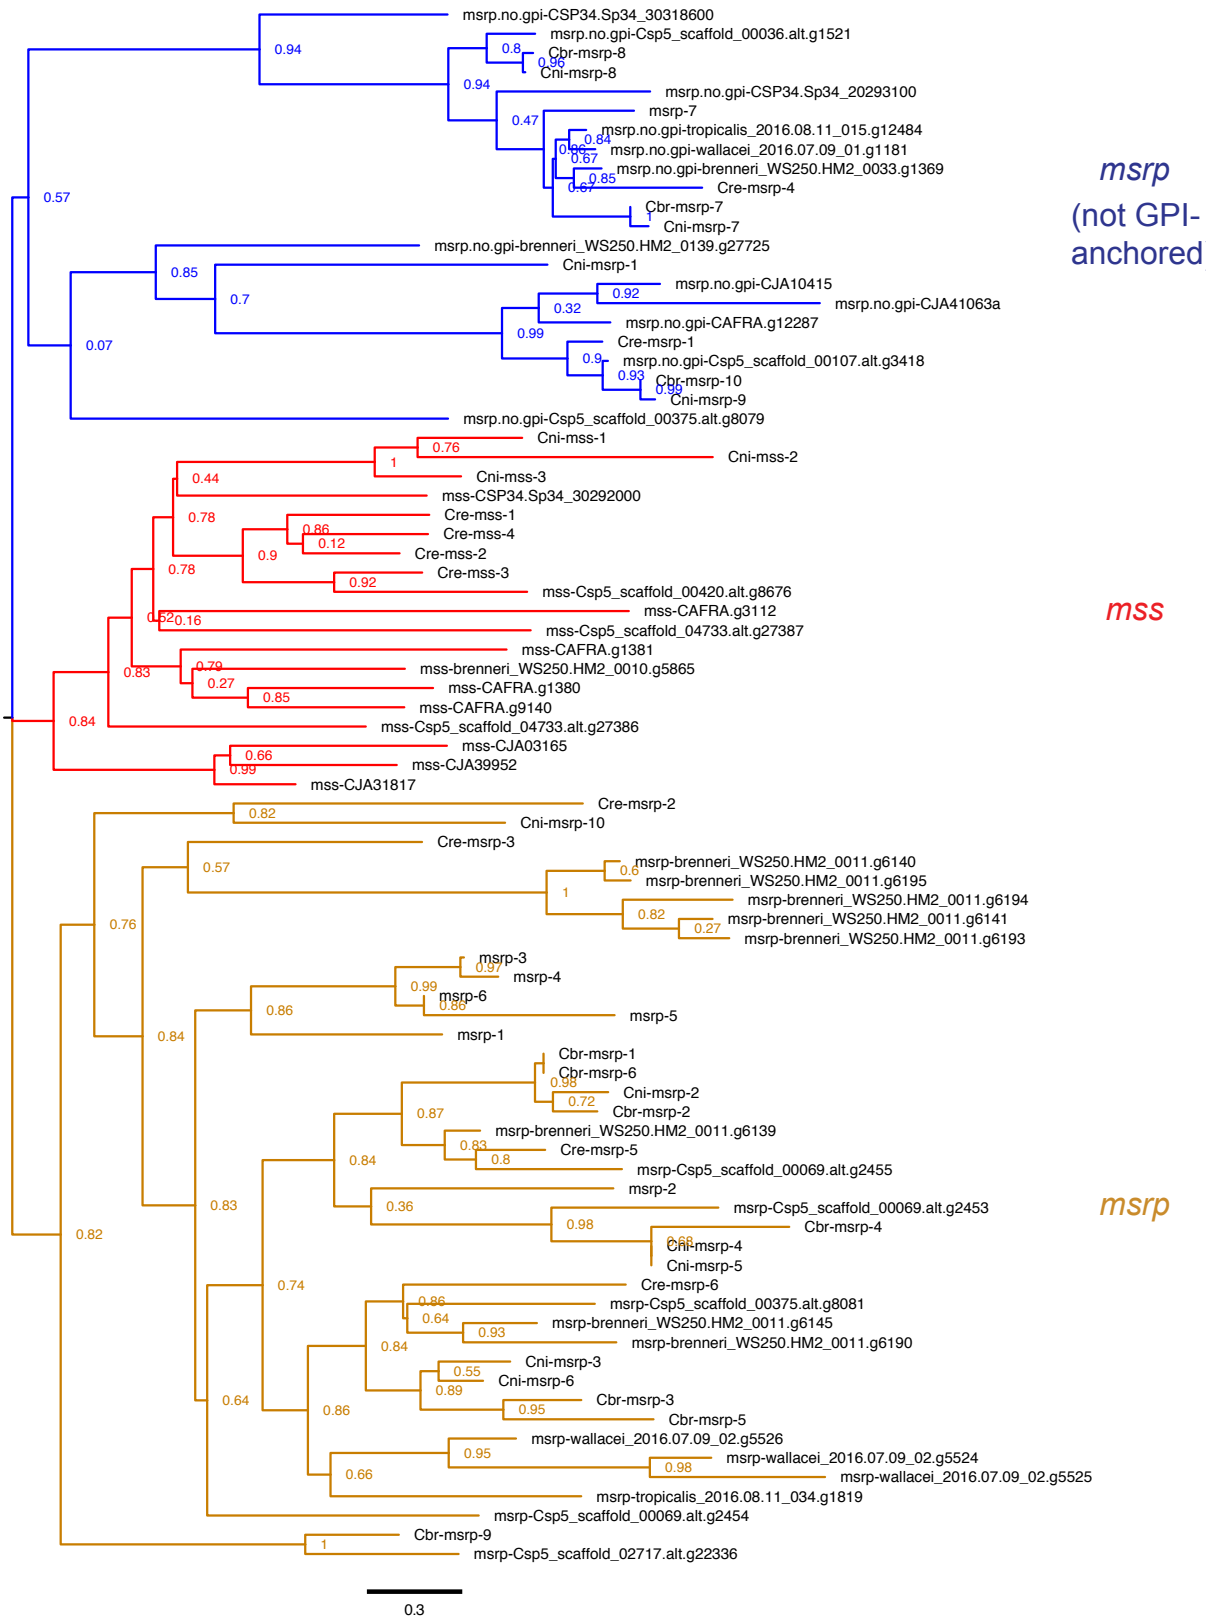 msrp.no.gpi-CSP34.Sp34_30318600
msrp.no.gpi-Csp5_scaffold_00036.alt.g1521
0.94
0.8
Cbr-msrp-8
0.96
Cni-msrp-8
0.94
msrp.no.gpi-CSP34.Sp34_20293100
msrp-7
0.47
msrp.no.gpi-tropicalis_2016.08.11_015.g12484
0.84
msrp.no.gpi-wallacei_2016.07.09_01.g1181
0.86
0.67
msrp.no.gpi-brenneri_WS250.HM2_0033.g1369
0.85
0.67
Cre-msrp-4
msrp
0.57
Cbr-msrp-7
1
Cni-msrp-7
(not GPI-
anchored
msrp.no.gpi-brenneri_WS250.HM2_0139.g27725
Cni-msrp-1
0.85
msrp.no.gpi-CJA10415
0.92
0.7
msrp.no.gpi-CJA41063a
0.32
msrp.no.gpi-CAFRA.g12287
0.99
Cre-msrp-1
0.07
0.9
msrp.no.gpi-Csp5_scaffold_00107.alt.g3418
0.93
Cbr-msrp-10
0.99
Cni-msrp-9
msrp.no.gpi-Csp5_scaffold_00375.alt.g8079
Cni-mss-1
0.76
Cni-mss-2
1
Cni-mss-3
0.44
mss-CSP34.Sp34_30292000
Cre-mss-1
0.78
0.86
Cre-mss-4
0.12
Cre-mss-2
0.9
0.78
Cre-mss-3
0.92
mss-Csp5_scaffold_00420.alt.g8676
mss-CAFRA.g3112
mss
0.52
0.16
mss-Csp5_scaffold_04733.alt.g27387
mss-CAFRA.g1381
0.79
mss-brenneri_WS250.HM2_0010.g5865
0.83
0.27
mss-CAFRA.g1380
0.85
mss-CAFRA.g9140
0.84
mss-Csp5_scaffold_04733.alt.g27386
mss-CJA03165
0.66
mss-CJA39952
0.99
mss-CJA31817
Cre-msrp-2
0.82
Cni-msrp-10
Cre-msrp-3
0.57
msrp-brenneri_WS250.HM2_0011.g6140
0.6
msrp-brenneri_WS250.HM2_0011.g6195
1
msrp-brenneri_WS250.HM2_0011.g6194
0.82
msrp-brenneri_WS250.HM2_0011.g6141
0.76
0.27
msrp-brenneri_WS250.HM2_0011.g6193
msrp-3
0.97
msrp-4
0.99
msrp-6
0.86
0.86
msrp-5
msrp-1
0.84
Cbr-msrp-1
Cbr-msrp-6
0.98
Cni-msrp-2
0.72
Cbr-msrp-2
0.87
msrp-brenneri_WS250.HM2_0011.g6139
0.83
Cre-msrp-5
0.8
0.84
msrp-Csp5_scaffold_00069.alt.g2455
msrp-2
0.36
0.83
msrp-Csp5_scaffold_00069.alt.g2453
msrp
0.98
Cbr-msrp-4
0.82
0.68
Cni-msrp-4
Cni-msrp-5
0.74
Cre-msrp-6
0.86
msrp-Csp5_scaffold_00375.alt.g8081
0.64
msrp-brenneri_WS250.HM2_0011.g6145
0.93
msrp-brenneri_WS250.HM2_0011.g6190
0.84
Cni-msrp-3
0.55
Cni-msrp-6
0.89
0.64
Cbr-msrp-3
0.86
0.95
Cbr-msrp-5
msrp-wallacei_2016.07.09_02.g5526
0.95
msrp-wallacei_2016.07.09_02.g5524
0.98
0.66
msrp-wallacei_2016.07.09_02.g5525
msrp-tropicalis_2016.08.11_034.g1819
msrp-Csp5_scaffold_00069.alt.g2454
Cbr-msrp-9
1
msrp-Csp5_scaffold_02717.alt.g22336
0.3